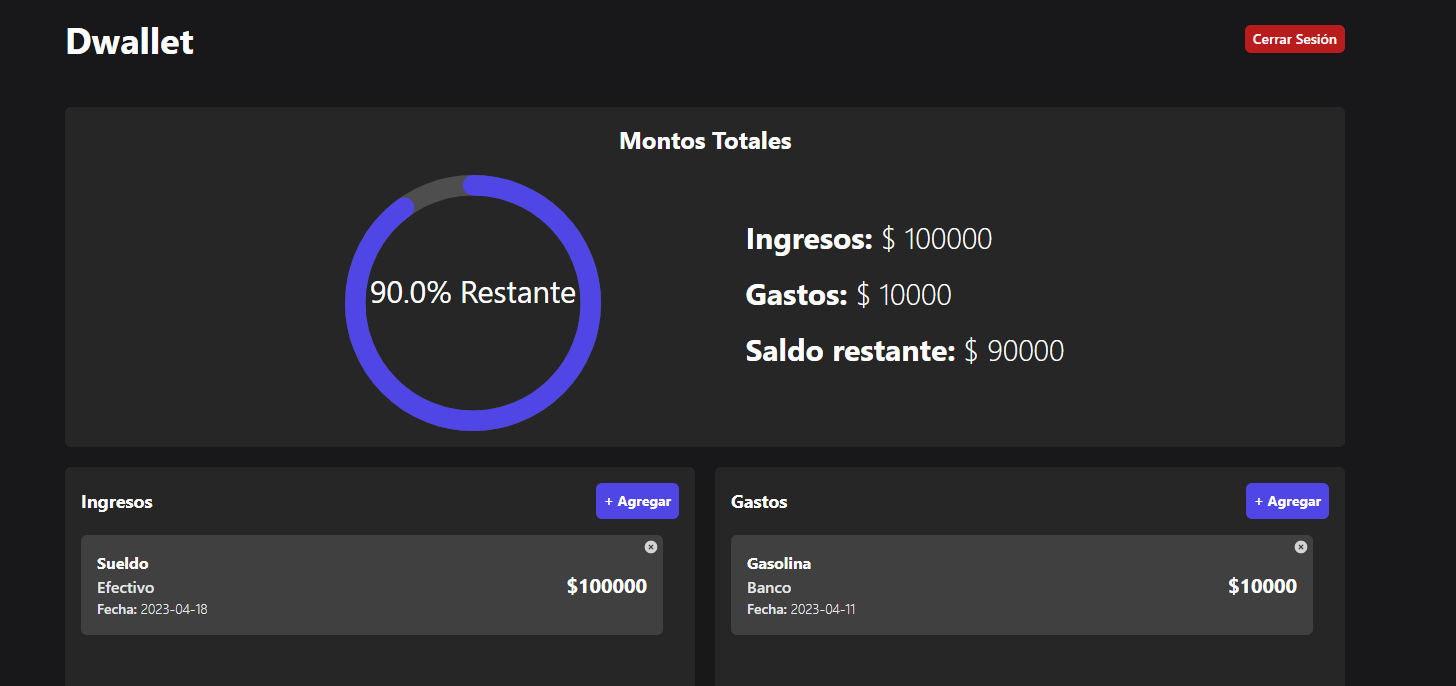 Dwallet
Cerrar Sesión
Montos Totales
90.0% Restante
Ingresos: $ 100000
Gastos: $ 10000
Saldo restante: $ 90000
Ingresos
+ Agregar
Sueldo
Efectivo
$100000
Fecha: 2023-04-18
Gastos
+ Agregar
Gasolina
Banco
$10000
Fecha: 2023-04-11